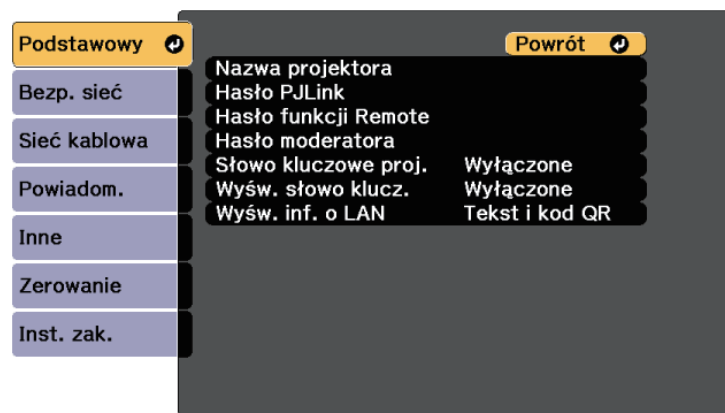 Podstawowy
Bezp. sieć
Sieć kablowa
Powiadom.
Inne
Zerowanie
Inst. zak.
Powrót
Nazwa projektora
Hasło PJLink
Hasło funkcji Remote
Hasło moderatora
Słowo kluczowe proj. Wyłączone
Wyśw. słowo klucz. Wyłączone
Wyśw. inf. o LAN Tekst i kod QR